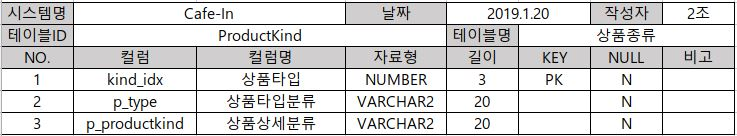 시스템명 Cafe-In 날짜 2019.1.20 작성자 2조
테이블ID ProductKind 테이블명 상품종류
NO. 컬럼 컬럼명 자료형 길이 KEY NULL 비고
1 kind_idx 상품타입 NUMBER 3 PK N
2 p_type 상품타입분류 VARCHAR2 20 N
3 p_productkind 상품상세분류 VARCHAR2 20 N